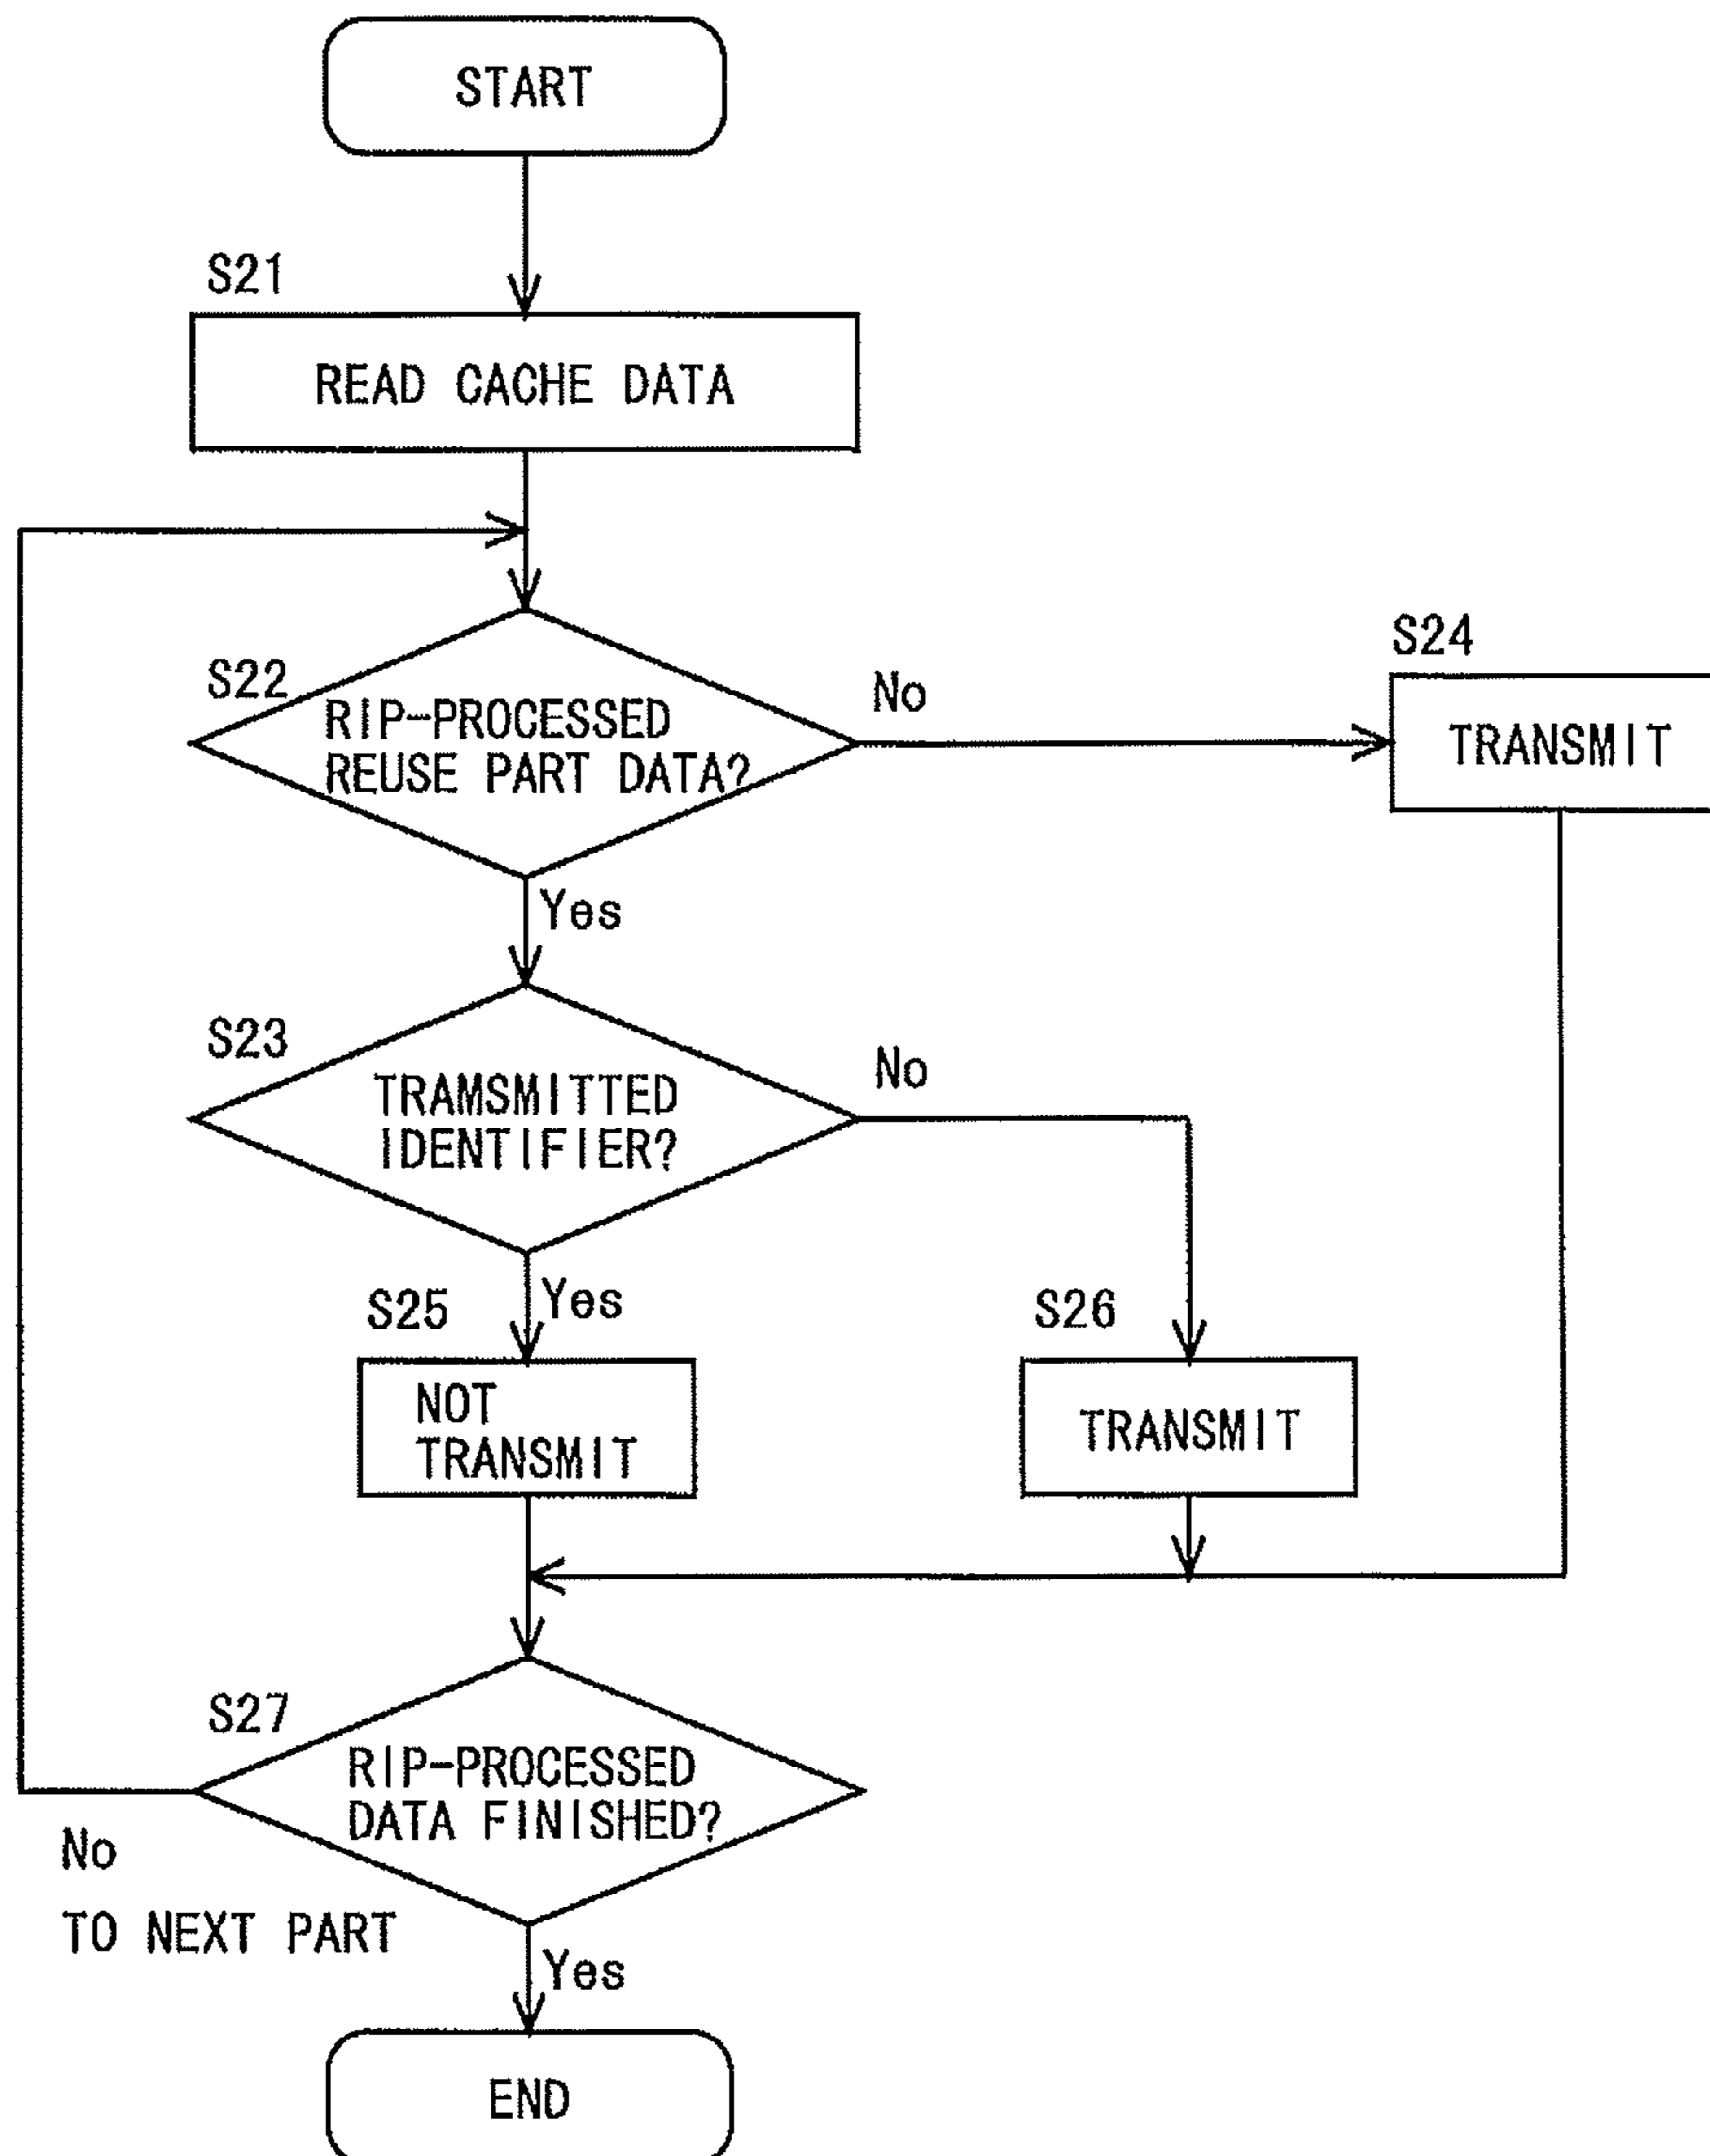 START
S21
READ CACHE DATA
S22
RIP-PROCESSED
REUSE PART DATA?
No
S24
TRANSMIT
Yes
S23
TRAMSMITTED
IDENTIFIER?
No
Yes
S25
NOT
TRANSMIT
S26
TRANSMIT
S27
RIP-PROCESSED
DATA FINISHED?
No
TO NEXT PART
Yes
END